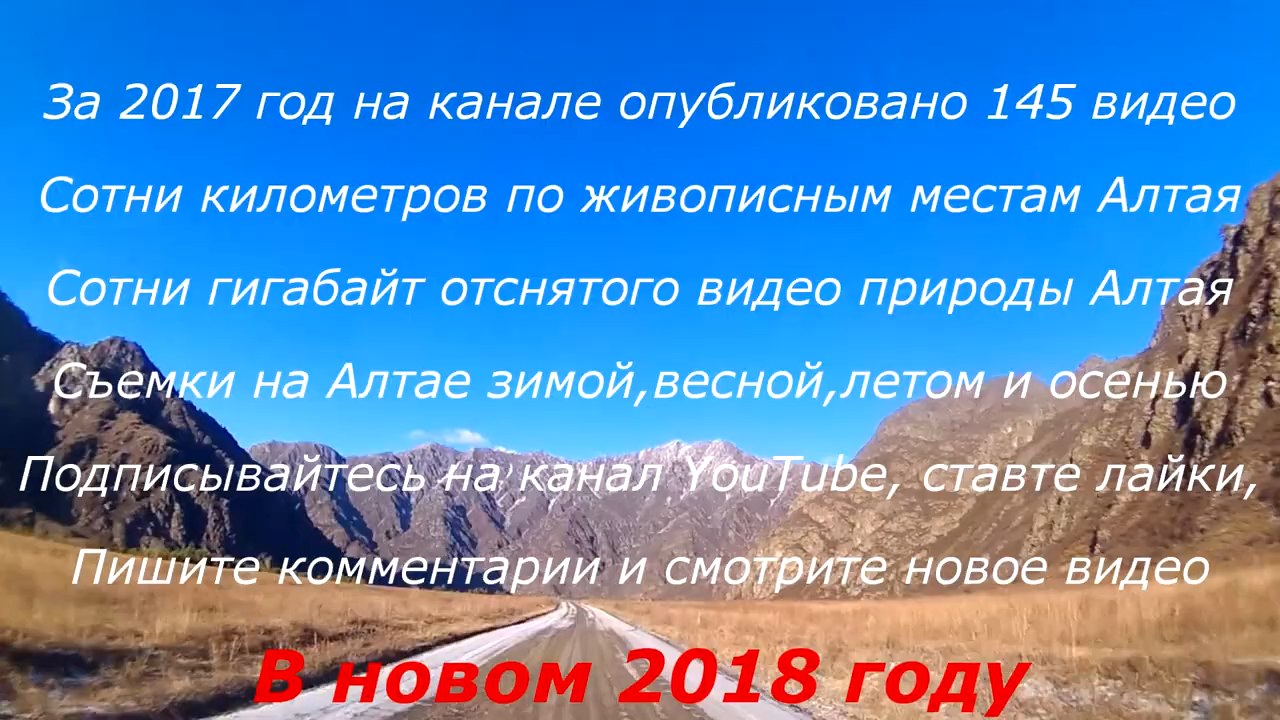 За 2017 год на канале опубликовано 145 видео
Сотни километров по живописным местам Алтая
Сотни гигабайт отснятого видео природы Алтая
Съемки на Алтае зимой,весной,летом и осенью
Подписывайтесь на канал YouTube, ставте лайки,
Пишите комментарии и смотрите новое видео
В новом 2018 году